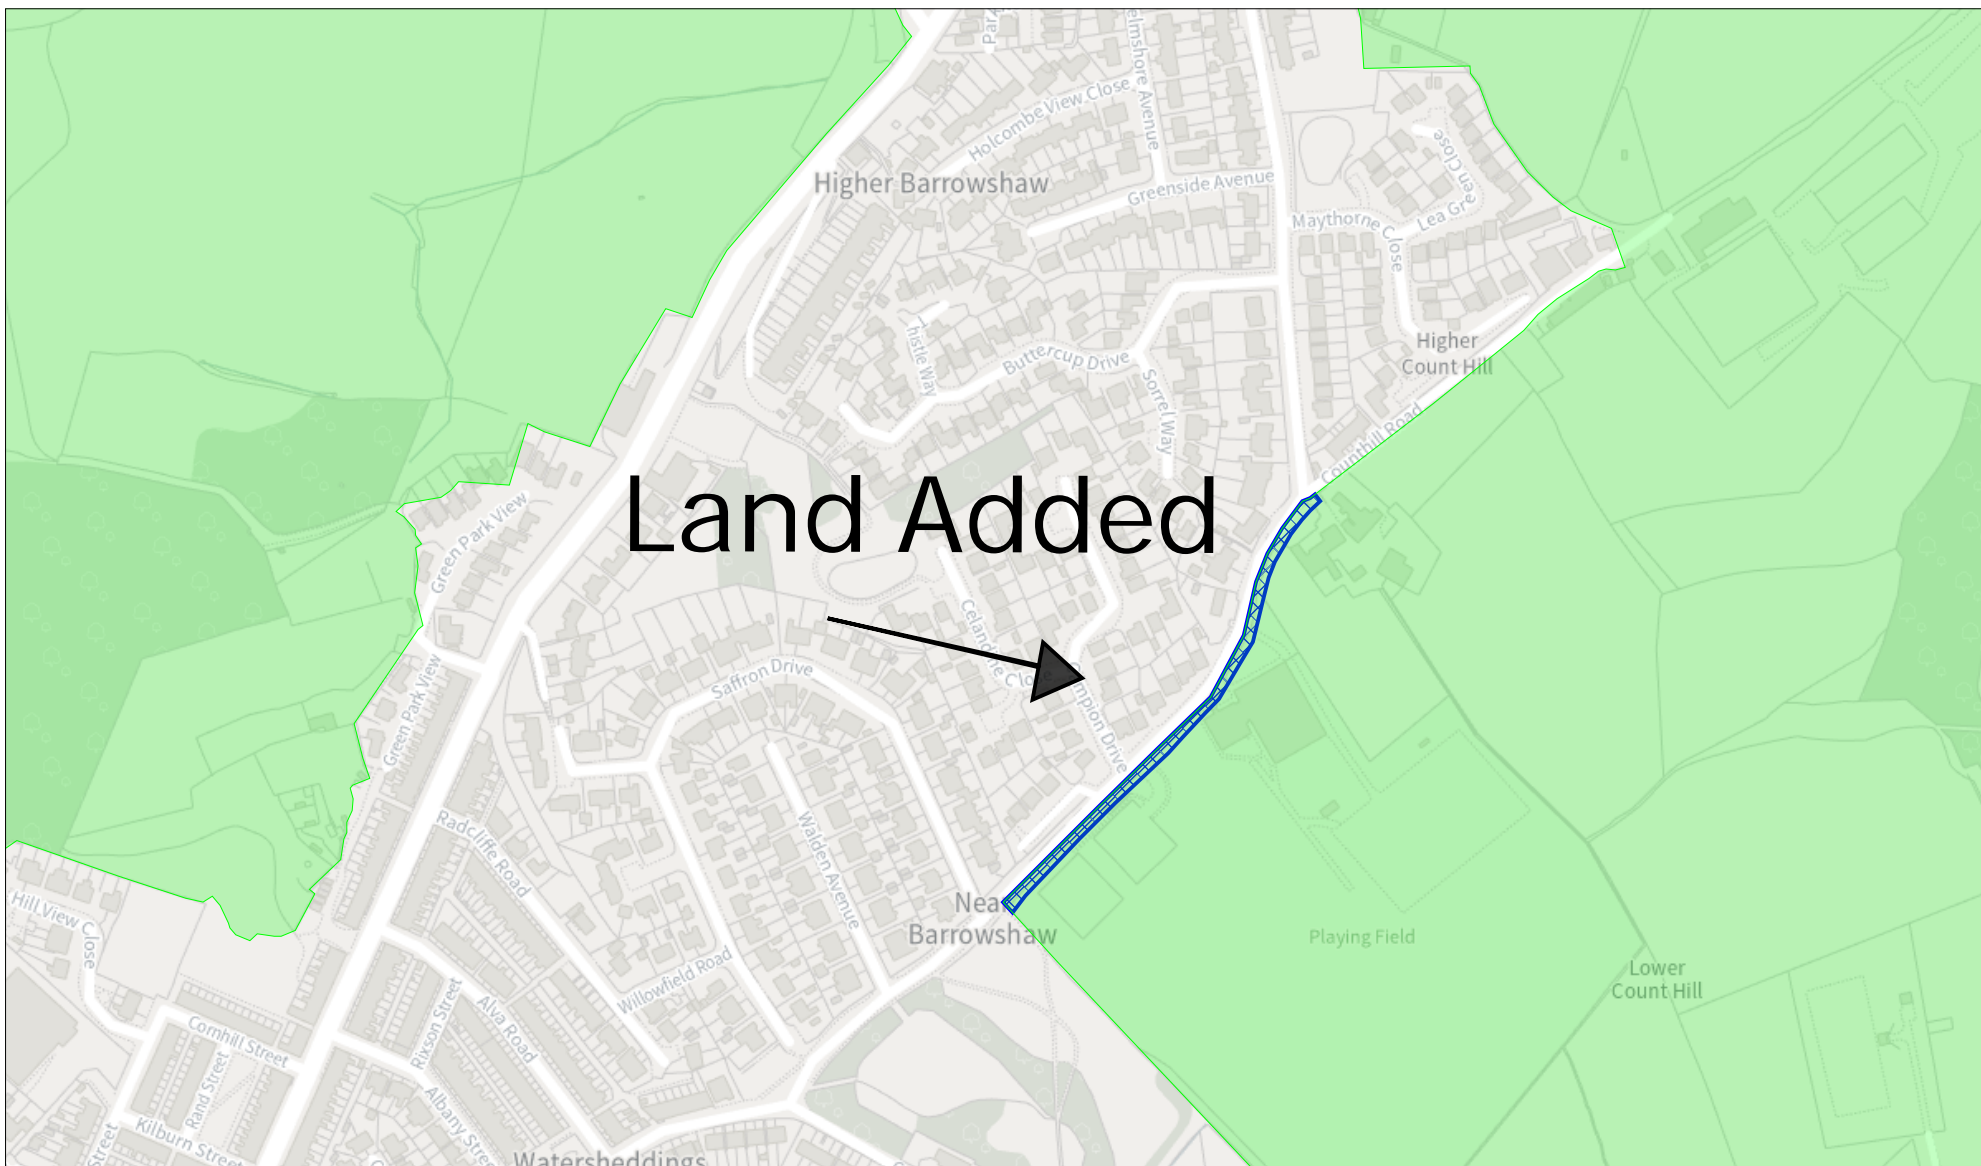 Holcombe View Close
elmshore Avenue
Higher Barrowshaw
Greenside Avenue
Maythorne Close
Lea Green Close
Thistle Way
Buttercup Drive
Sorrel Way
Higher
Count Hill
Counthill Road
Green Park View
Land Added
Celandine Clo
mpion Drive
Saffron Drive
Green Park View
Radcliffe Road
Walden Avenue
Near
Barrowshaw
Playing Field
Lower
Count Hill
Hill View Close
Willowfield Road
Cornhill Street
Rixson Street
Alva Road
Rand Street
Albany Stree
Kilburn Street
Street
Watersheddings